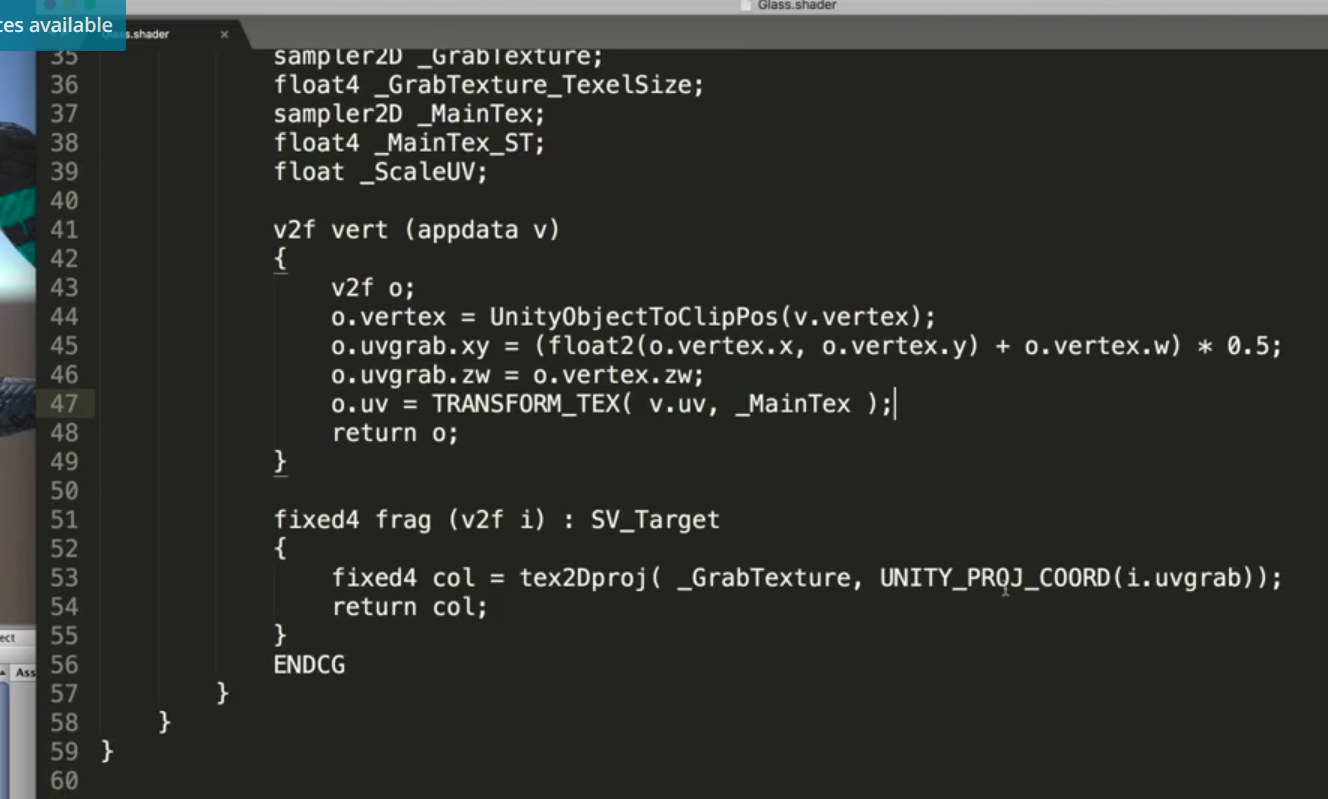 Glass.shader
ces available
ss.shader ×
35 sampler2D _GrabTexture;
36 float4 _GrabTexture_TexelSize;
37 sampler2D _MainTex;
38 float4 _MainTex_ST;
39 float _ScaleUV;
40
41 v2f vert (appdata v)
42 {
43 v2f o;
44 o.vertex = UnityObjectToClipPos(v.vertex);
45 o.uvgrab.xy = (float2(o.vertex.x, o.vertex.y) + o.vertex.w) * 0.5;
46 o.uvgrab.zw = o.vertex.zw;
47 o.uv = TRANSFORM_TEX( v.uv, _MainTex );
48 return o;
49 }
50
51 fixed4 frag (v2f i) : SV_Target
52 {
53 fixed4 col = tex2Dproj( _GrabTexture, UNITY_PROJ_COORD(i.uvgrab));
54 return col;
55 }
56 ENDCG
57 }
58 }
59 }
60
ect
Ass